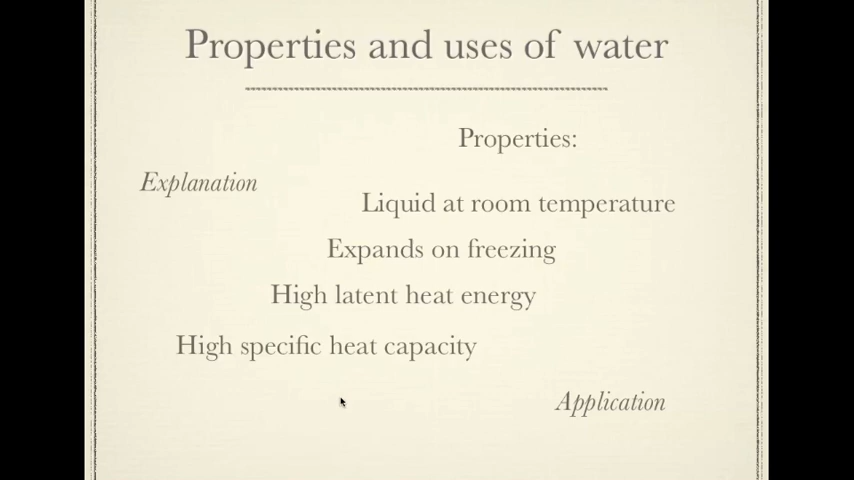 Properties and uses of water
Properties:
Explanation
Liquid at room temperature
Expands on freezing
High latent heat energy
High specific heat capacity
Application